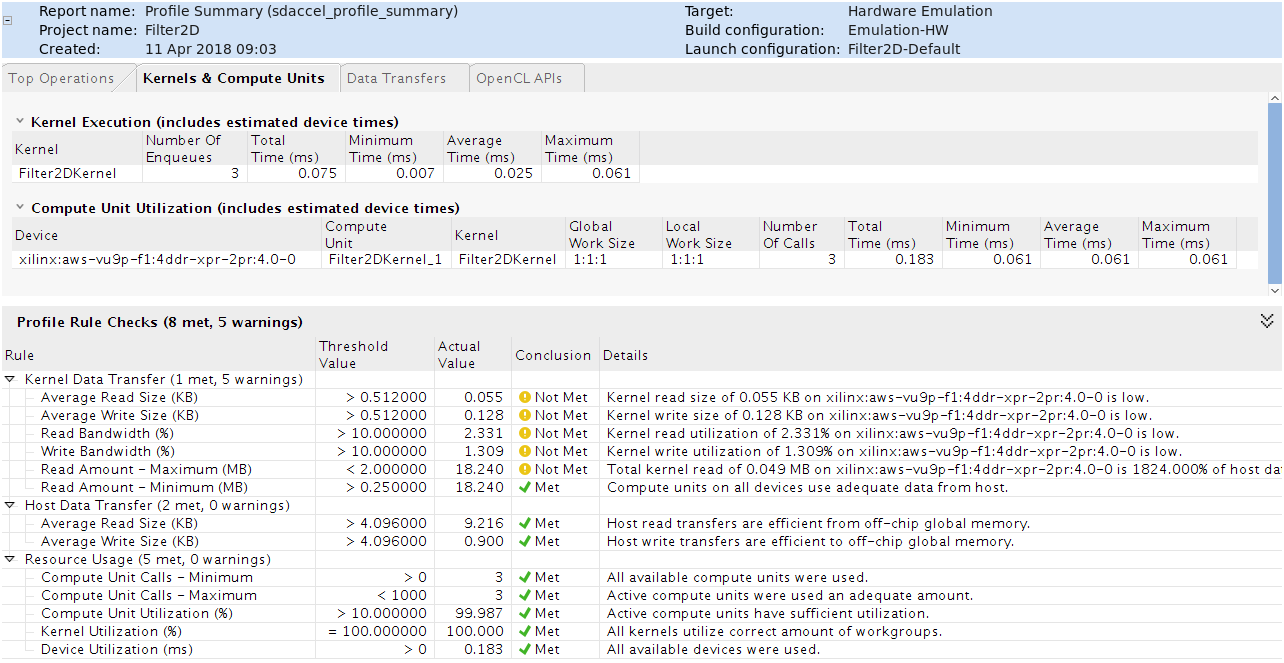 Report name: Profile Summary (sdaccel_profile_summary) Target: Hardware Emulation
Project name: Filter2D Build configuration: Emulation-HW
Created: 11 Apr 2018 09:03 Launch configuration: Filter2D-Default
Top Operations Kernels & Compute Units Data Transfers OpenCL APIs
Kernel Execution (includes estimated device times)
Kernel Number Of Enqueues Total Time (ms) Minimum Time (ms) Average Time (ms) Maximum Time (ms)
Filter2DKernel 3 0.075 0.007 0.025 0.061
Compute Unit Utilization (includes estimated device times)
Device Compute Unit Kernel Global Work Size Local Work Size Number Of Calls Total Time (ms) Minimum Time (ms) Average Time (ms) Maximum Time (ms)
xilinx:aws-vu9p-f1:4ddr-xpr-2pr:4.0-0 Filter2DKernel_1 Filter2DKernel 1:1:1 1:1:1 3 0.183 0.061 0.061 0.061
Profile Rule Checks (8 met, 5 warnings)
Rule Threshold Value Actual Value Conclusion Details
Kernel Data Transfer (1 met, 5 warnings)
Average Read Size (KB) > 0.512000 0.055 Not Met Kernel read size of 0.055 KB on xilinx:aws-vu9p-f1:4ddr-xpr-2pr:4.0-0 is low.
Average Write Size (KB) > 0.512000 0.128 Not Met Kernel write size of 0.128 KB on xilinx:aws-vu9p-f1:4ddr-xpr-2pr:4.0-0 is low.
Read Bandwidth (%) > 10.000000 2.331 Not Met Kernel read utilization of 2.331% on xilinx:aws-vu9p-f1:4ddr-xpr-2pr:4.0-0 is low.
Write Bandwidth (%) > 10.000000 1.309 Not Met Kernel write utilization of 1.309% on xilinx:aws-vu9p-f1:4ddr-xpr-2pr:4.0-0 is low.
Read Amount - Maximum (MB) < 2.000000 18.240 Not Met Total kernel read of 0.049 MB on xilinx:aws-vu9p-f1:4ddr-xpr-2pr:4.0-0 is 1824.000% of host da
Read Amount - Minimum (MB) > 0.250000 18.240 Met Compute units on all devices use adequate data from host.
Host Data Transfer (2 met, 0 warnings)
Average Read Size (KB) > 4.096000 9.216 Met Host read transfers are efficient from off-chip global memory.
Average Write Size (KB) > 4.096000 0.900 Met Host write transfers are efficient to off-chip global memory.
Resource Usage (5 met, 0 warnings)
Compute Unit Calls - Minimum > 0 3 Met All available compute units were used.
Compute Unit Calls - Maximum < 1000 3 Met Active compute units were used an adequate amount.
Compute Unit Utilization (%) > 10.000000 99.987 Met Active compute units have sufficient utilization.
Kernel Utilization (%) = 100.000000 100.000 Met All kernels utilize correct amount of workgroups.
Device Utilization (ms) > 0 0.183 Met All available devices were used.